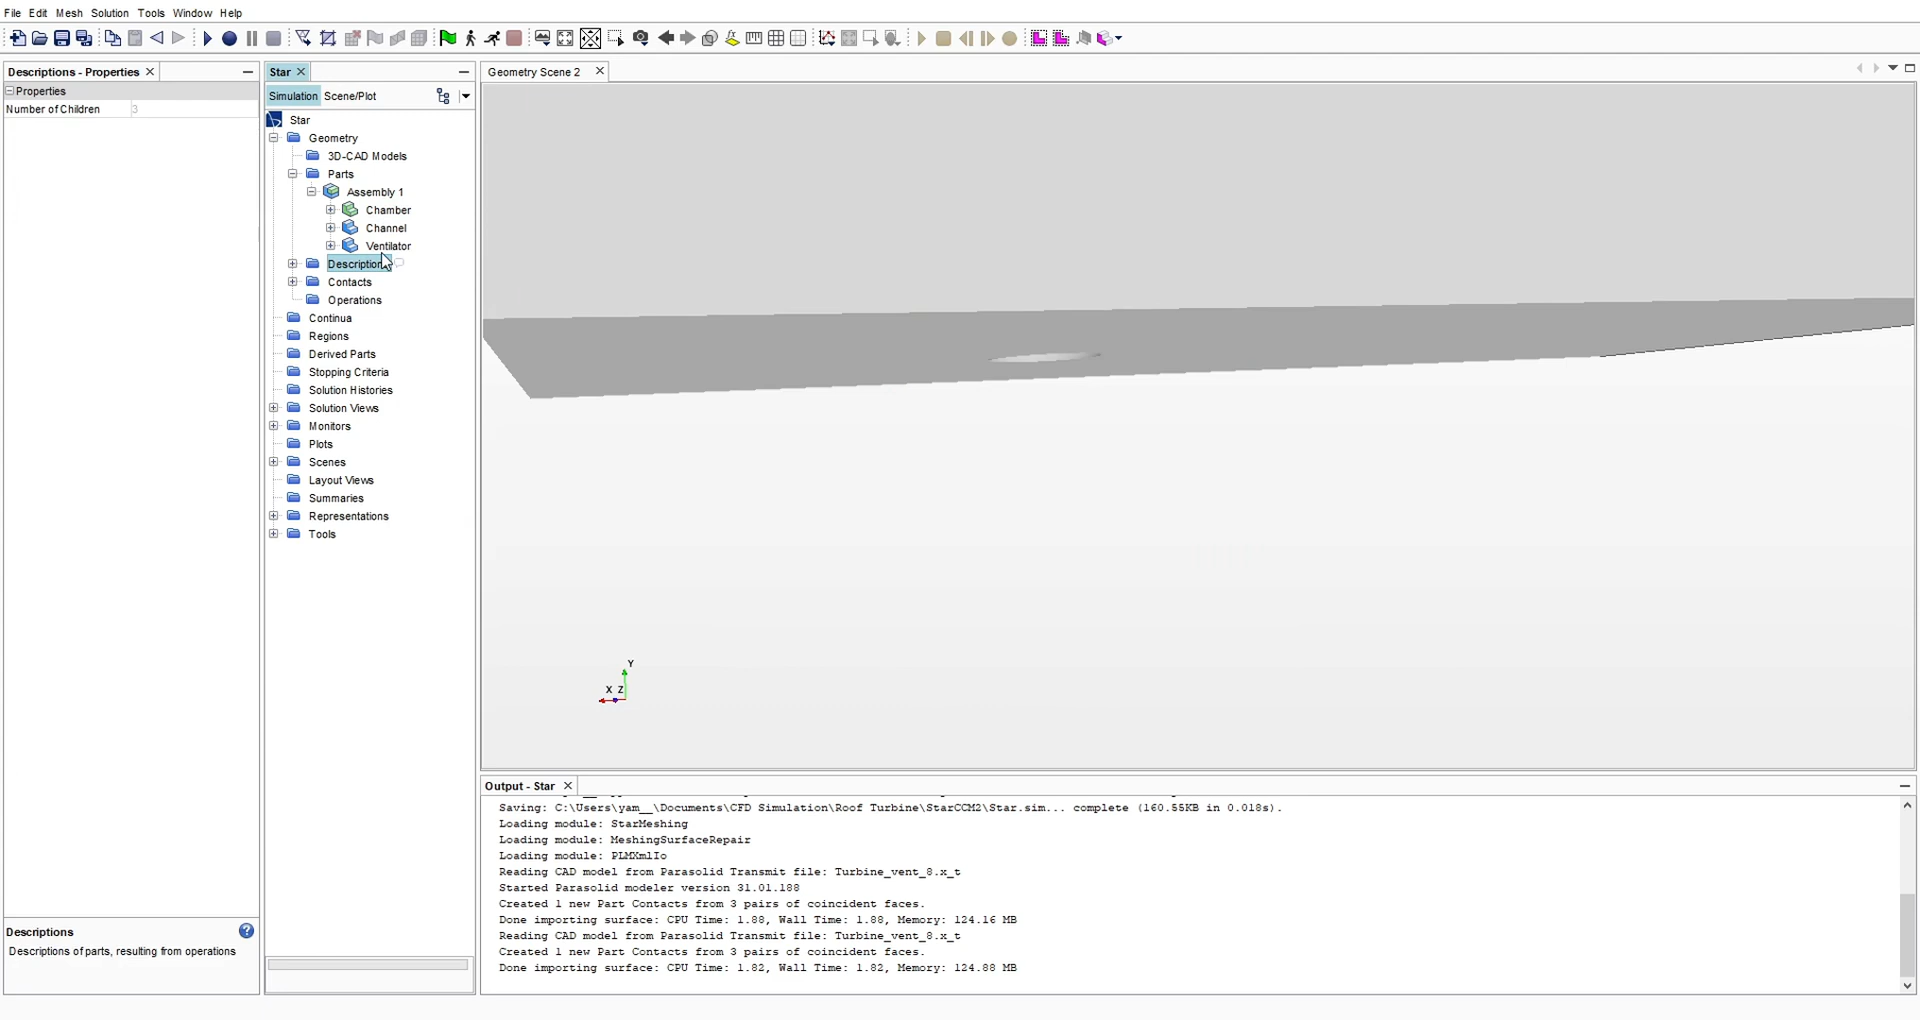 File Edit Mesh Solution Tools Window Help
Descriptions - Properties
Properties
Number of Children 3
Descriptions
Descriptions of parts, resulting from operations
Star
Simulation Scene/Plot
Star
Geometry
3D-CAD Models
Parts
Assembly 1
Chamber
Channel
Ventilator
Description
Contacts
Operations
Continua
Regions
Derived Parts
Stopping Criteria
Solution Histories
Solution Views
Monitors
Plots
Scenes
Layout Views
Summaries
Representations
Tools
Geometry Scene 2
Y
X Z
Output - Star
Saving: C:\Users\yam__\Documents\CFD Simulation\Roof Turbine\StarCCM2\Star.sim... complete (160.55KB in 0.018s).
Loading module: StarMeshing
Loading module: MeshingSurfaceRepair
Loading module: PLMXmlIo
Reading CAD model from Parasolid Transmit file: Turbine_vent_8.x_t
Started Parasolid modeler version 31.01.188
Created 1 new Part Contacts from 3 pairs of coincident faces.
Done importing surface: CPU Time: 1.88, Wall Time: 1.88, Memory: 124.16 MB
Reading CAD model from Parasolid Transmit file: Turbine_vent_8.x_t
Created 1 new Part Contacts from 3 pairs of coincident faces.
Done importing surface: CPU Time: 1.82, Wall Time: 1.82, Memory: 124.88 MB